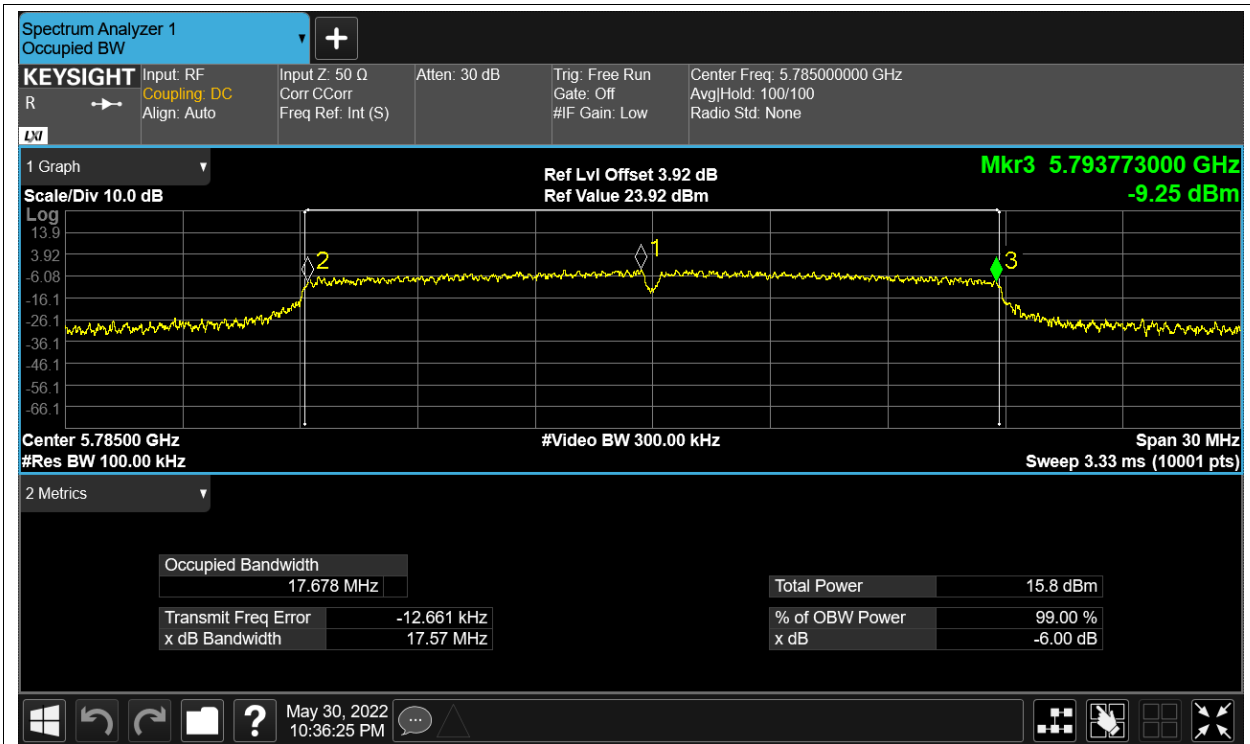 Spectrum Analyzer 1
Occupied BW
KEYSIGHT
R
LXI
Input: RF
Coupling: DC
Align: Auto
Input Z: 50 Ω
Corr CCorr
Freq Ref: Int (S)
Atten: 30 dB
Trig: Free Run
Gate: Off
#IF Gain: Low
Center Freq: 5.785000000 GHz
Avg|Hold: 100/100
Radio Std: None
1 Graph
Scale/Div 10.0 dB
Ref Lvl Offset 3.92 dB
Ref Value 23.92 dBm
Mkr3 5.793773000 GHz
-9.25 dBm
Log
13.9
3.92
-6.08
-16.1
-26.1
-36.1
-46.1
-56.1
-66.1
2
1
3
Center 5.78500 GHz
#Video BW 300.00 kHz
Span 30 MHz
#Res BW 100.00 kHz
Sweep 3.33 ms (10001 pts)
2 Metrics
Occupied Bandwidth
17.678 MHz
Transmit Freq Error -12.661 kHz
x dB Bandwidth 17.57 MHz
Total Power 15.8 dBm
% of OBW Power 99.00 %
x dB -6.00 dB
?
May 30, 2022
10:36:25 PM